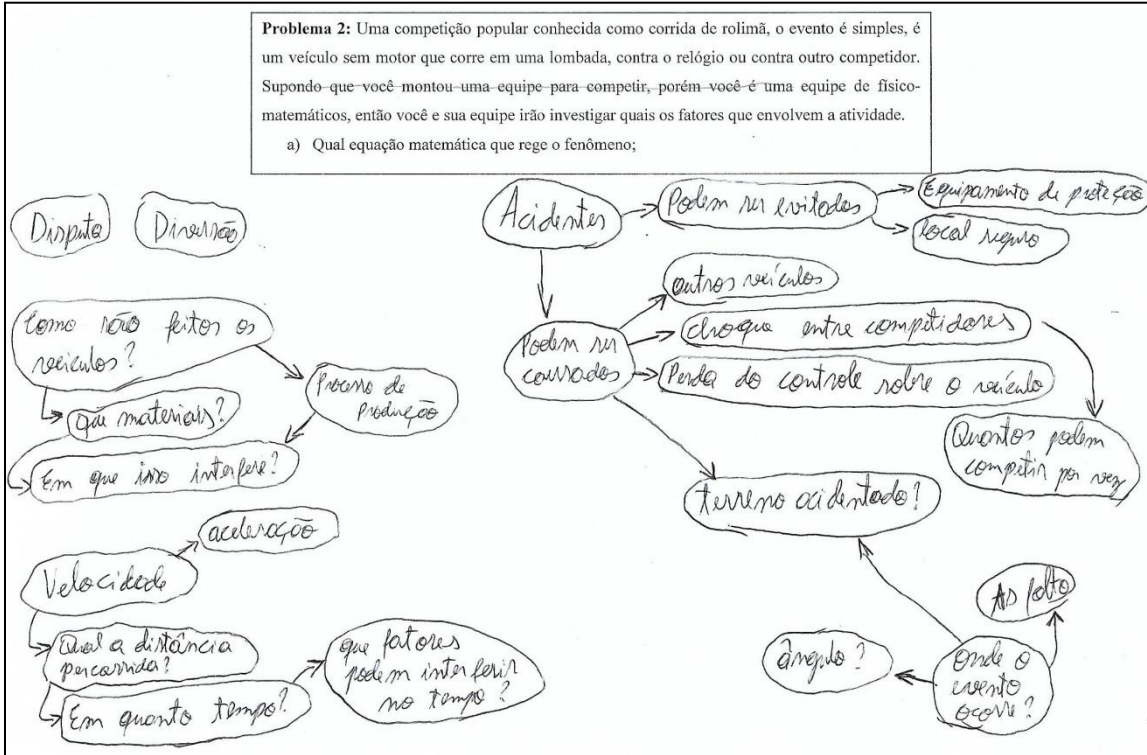 Problema 2: Uma competição popular conhecida como corrida de rolimã, o evento é simples, é
um veículo sem motor que corre em uma lombada, contra o relógio ou contra outro competidor.
Supondo que você montou uma equipe para competir, porém você é uma equipe de físico-
matemáticos, então você e sua equipe irão investigar quais os fatores que envolvem a atividade.
a) Qual equação matemática que rege o fenômeno;
Disputa
Diversão
Acidentes
Podem ser evitados
Equipamento de proteção
local seguro
Podem ser
causados
outros veículos
choque entre competidores
Perda do controle sobre o veículo
Quantos podem
competir por vez
terreno acidentado?
Como são feitos os
veículos?
que materiais?
Processo de
Produção
Em que isso interfere?
Velocidade
aceleração
Qual a distância
percorrida?
Em quanto tempo?
que fatores
podem interferir
no tempo?
ângulo?
onde o
evento
ocorre?
Asfalto